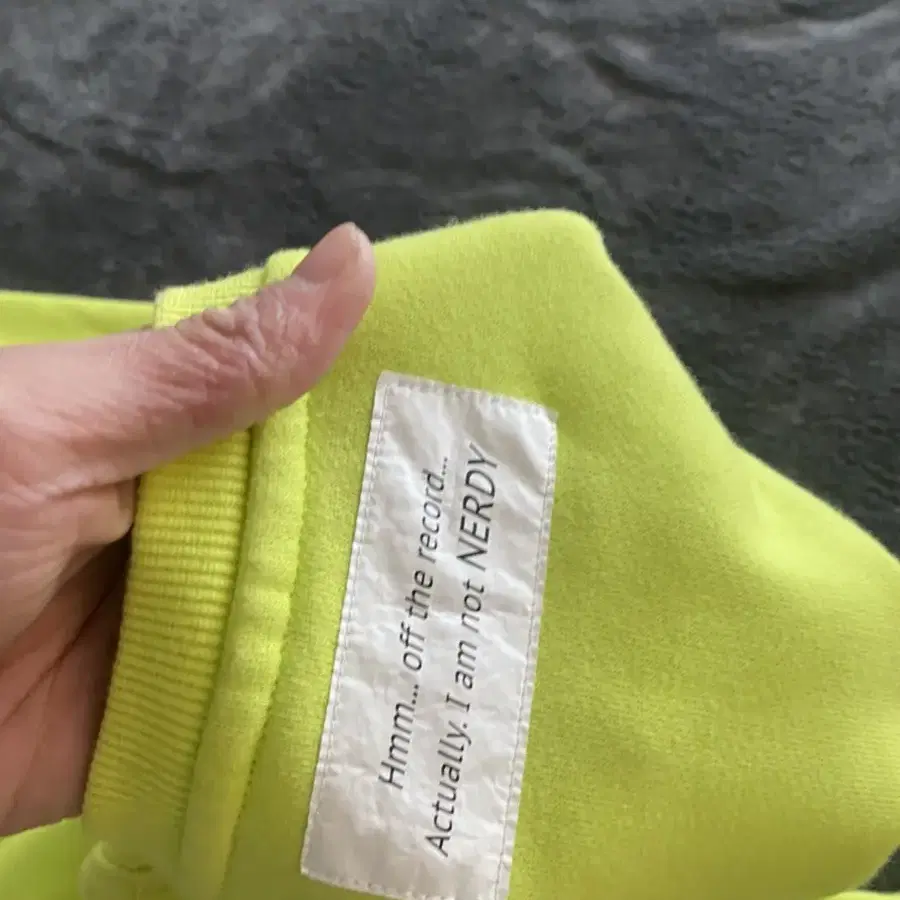 Hmm... off the record...
Actually. I am not NERDY